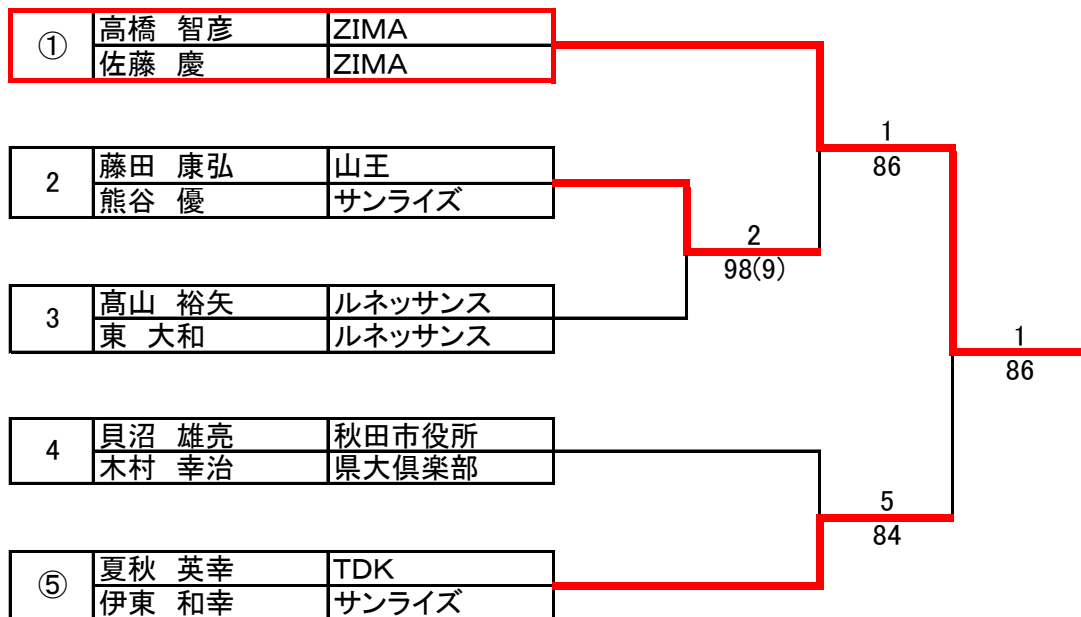 ① 高橋 智彦 ZIMA
佐藤 慶 ZIMA
1
86
2 藤田 康弘 山王
熊谷 優 サンライズ
2
98(9)
3 髙山 裕矢 ルネッサンス
東 大和 ルネッサンス
1
86
4 貝沼 雄亮 秋田市役所
木村 幸治 県大倶楽部
5
84
⑤ 夏秋 英幸 TDK
伊東 和幸 サンライズ